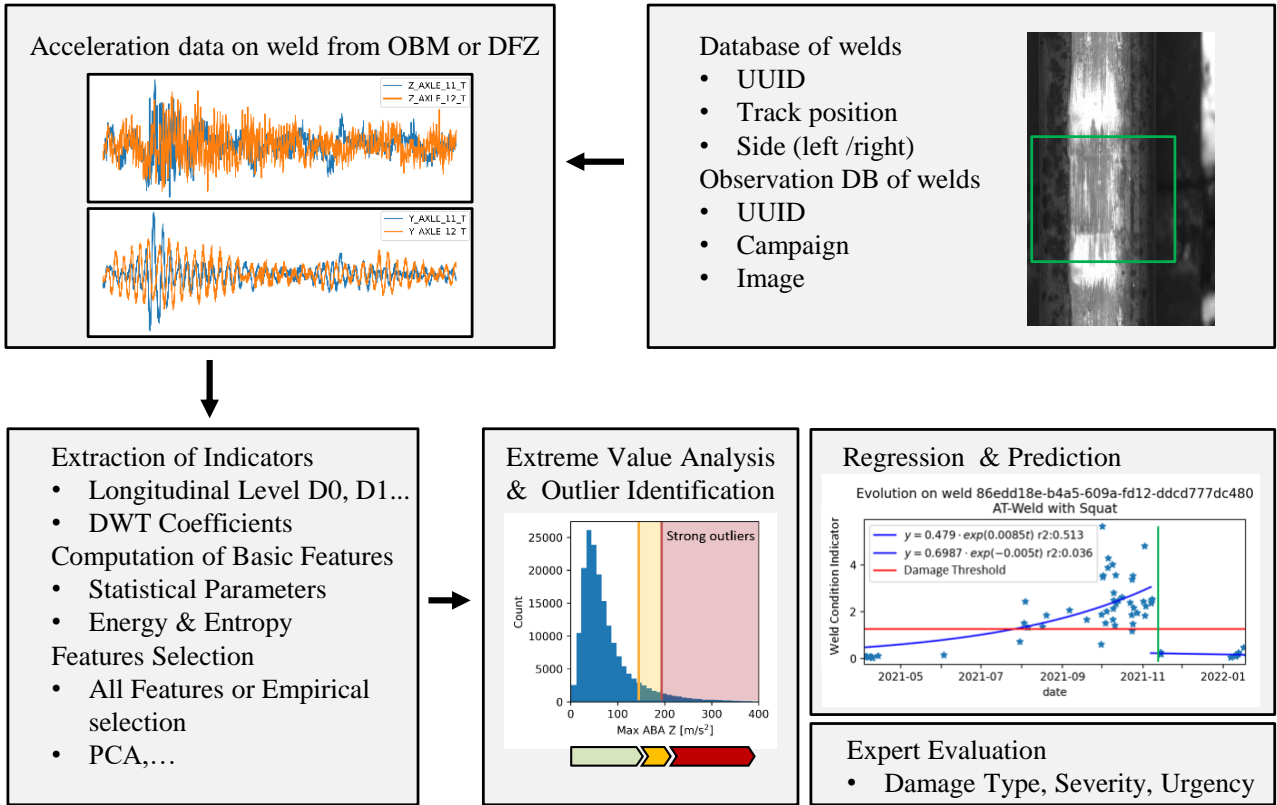 Acceleration data on weld from OBM or DFZ
Z_AXLE_11_T
Z_AXLE_12_T
Y_AXLE_11_T
Y_AXLE_12_T
Database of welds
• UUID
• Track position
• Side (left /right)
Observation DB of welds
• UUID
• Campaign
• Image
Extraction of Indicators
• Longitudinal Level D0, D1...
• DWT Coefficients
Computation of Basic Features
• Statistical Parameters
• Energy & Entropy
Features Selection
• All Features or Empirical
selection
• PCA,…
Extreme Value Analysis
& Outlier Identification
Strong outliers
Count
25000
20000
15000
10000
5000
0
0 100 200 300 400
Max ABA Z [m/s²]
Regression & Prediction
Evolution on weld 86edd18e-b4a5-609a-fd12-ddcd777dc480
AT-Weld with Squat
y = 0.479 · exp(0.0085t) r2:0.513
y = 0.6987 · exp(−0.005t) r2:0.036
Damage Threshold
Weld Condition Indicator
4
2
0
2021-05 2021-07 2021-09 2021-11 2022-01
date
Expert Evaluation
• Damage Type, Severity, Urgency